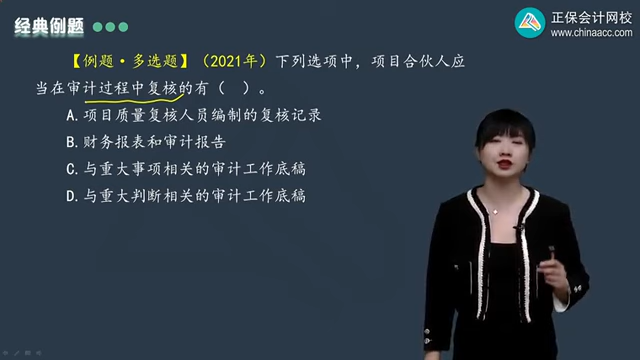 经典例题
正保会计网校
www.chinaacc.com
【例题·多选题】（2021年）下列选项中，项目合伙人应
当在审计过程中复核的有（ ）。
A.项目质量复核人员编制的复核记录
B.财务报表和审计报告
C.与重大事项相关的审计工作底稿
D.与重大判断相关的审计工作底稿